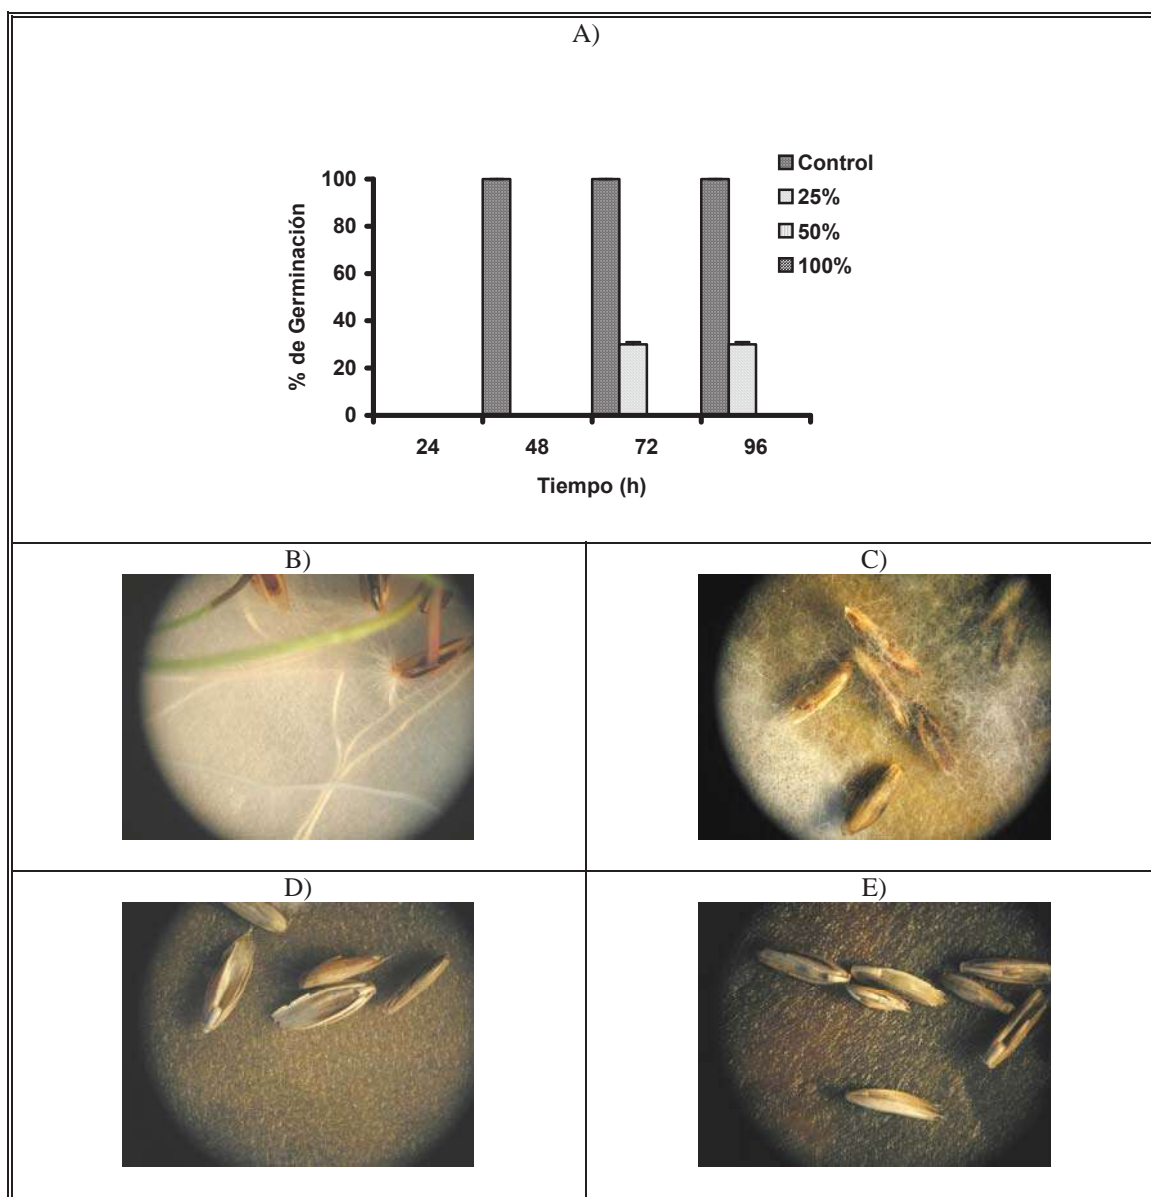 A)
Control
25%
50%
100%
100
80
60
40
20
0
% de Germinación
24 48 72 96
Tiempo (h)
B) C)
D) E)